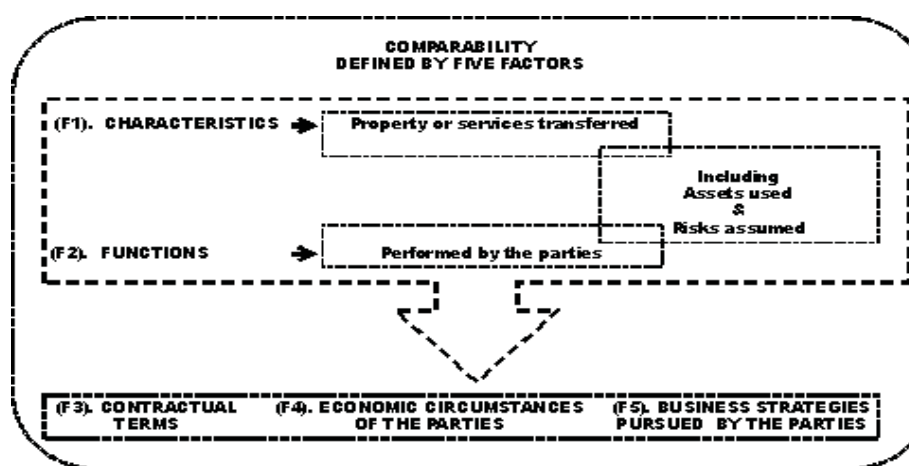 COMPARABILITY
DEFINED BY FIVE FACTORS
(F1). CHARACTERISTICS
Property or services transferred
Including
Assets used
&
Risks assumed
(F2). FUNCTIONS
Performed by the parties
(F3). CONTRACTUAL
TERMS
(F4). ECONOMIC CIRCUMSTANCES
OF THE PARTIES
(F5). BUSINESS STRATEGIES
PURSUED BY THE PARTIES